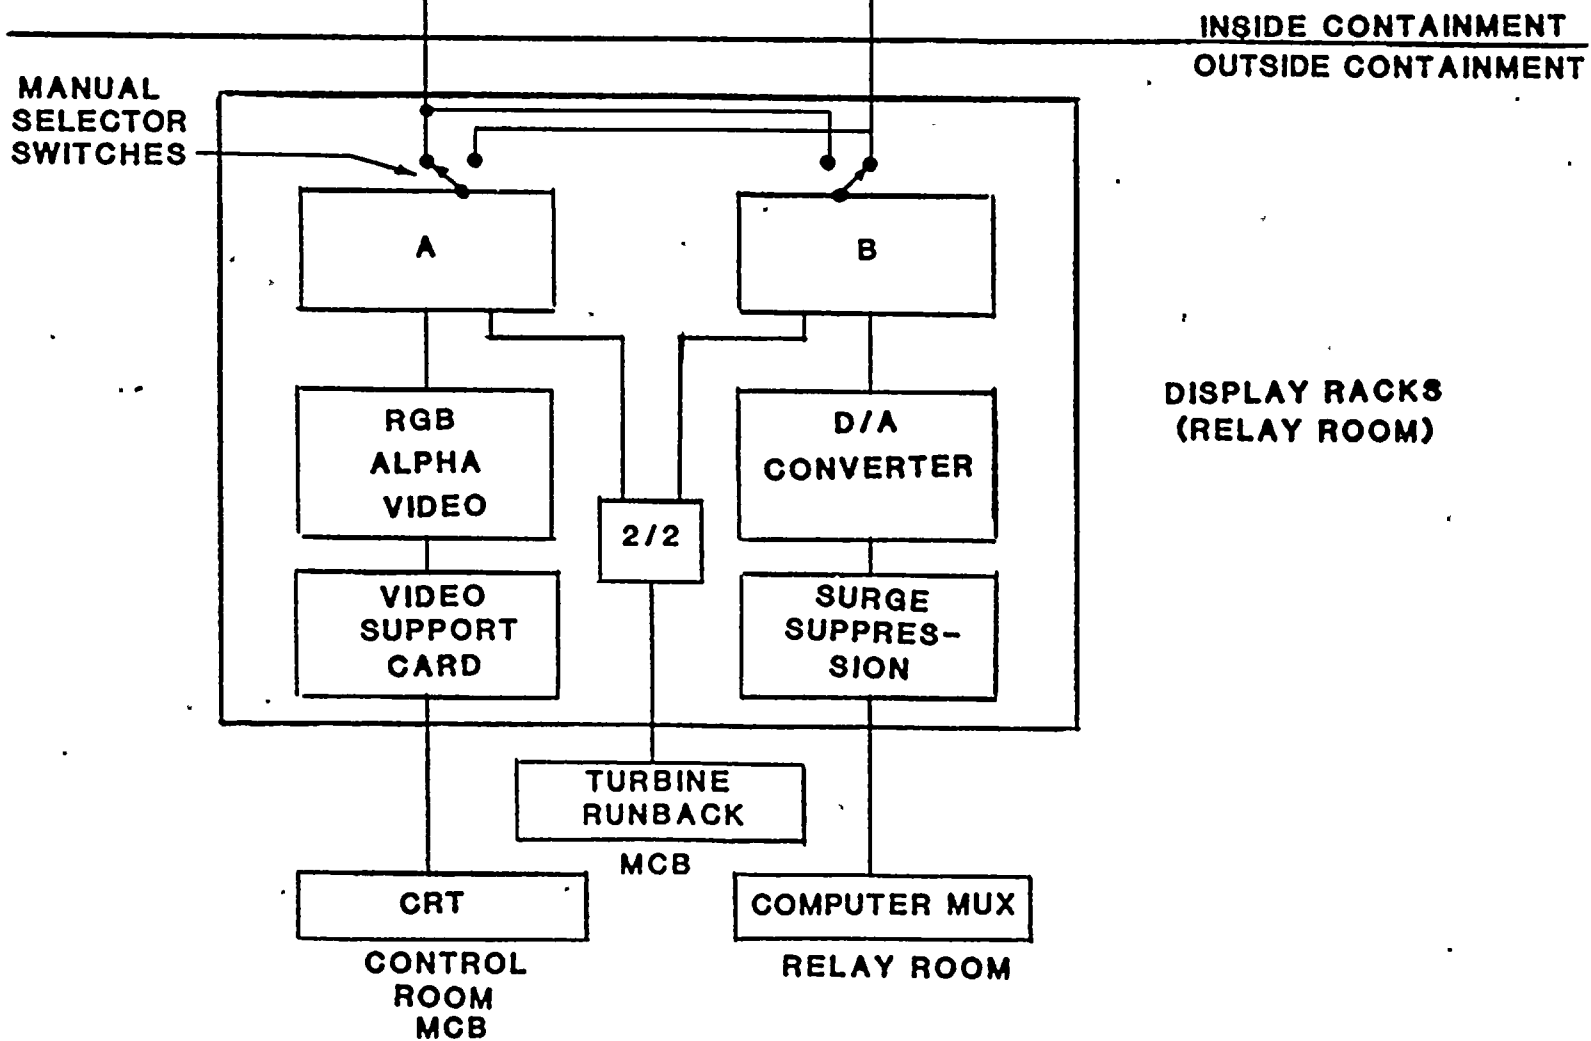 INSIDE CONTAINMENT
OUTSIDE CONTAINMENT
MANUAL
SELECTOR
SWITCHES
A
B
RGB
ALPHA
VIDEO
D/A
CONVERTER
DISPLAY RACKS
(RELAY ROOM)
2/2
VIDEO
SUPPORT
CARD
SURGE
SUPPRES-
SION
TURBINE
RUNBACK
MCB
CRT
COMPUTER MUX
CONTROL
ROOM
MCB
RELAY ROOM